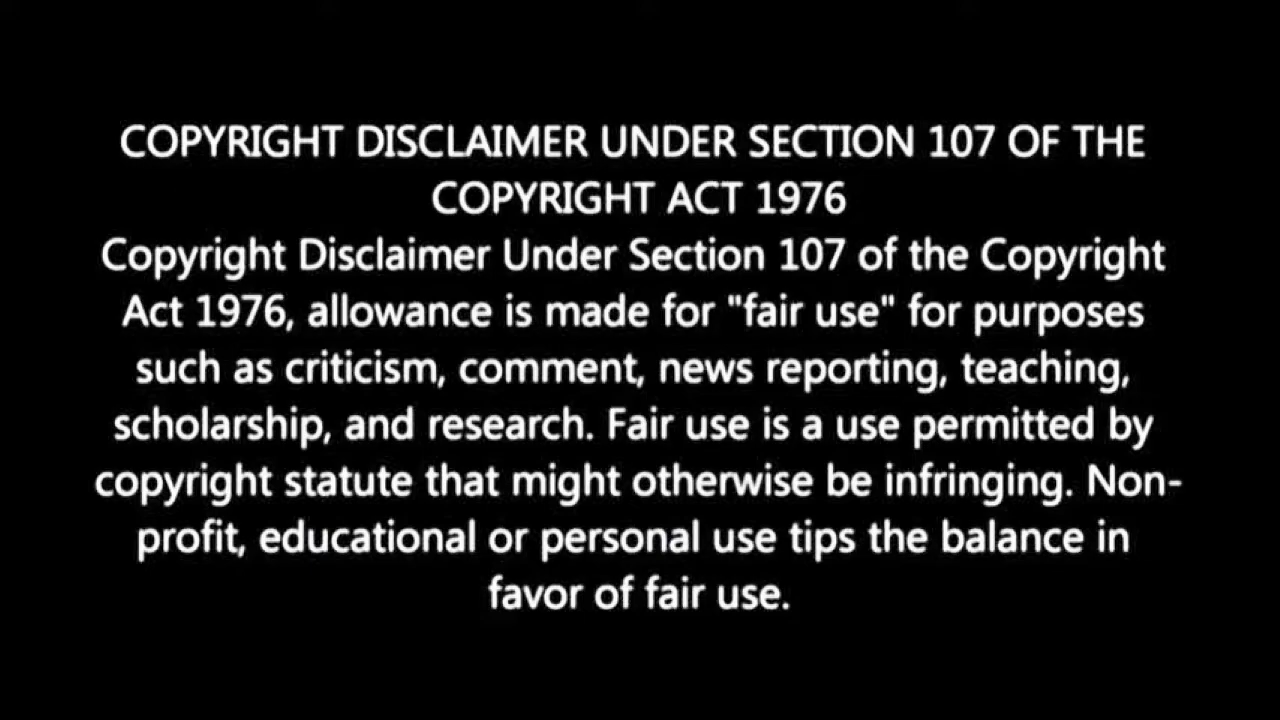 COPYRIGHT DISCLAIMER UNDER SECTION 107 OF THE
COPYRIGHT ACT 1976
Copyright Disclaimer Under Section 107 of the Copyright
Act 1976, allowance is made for "fair use" for purposes
such as criticism, comment, news reporting, teaching,
scholarship, and research. Fair use is a use permitted by
copyright statute that might otherwise be infringing. Non-
profit, educational or personal use tips the balance in
favor of fair use.